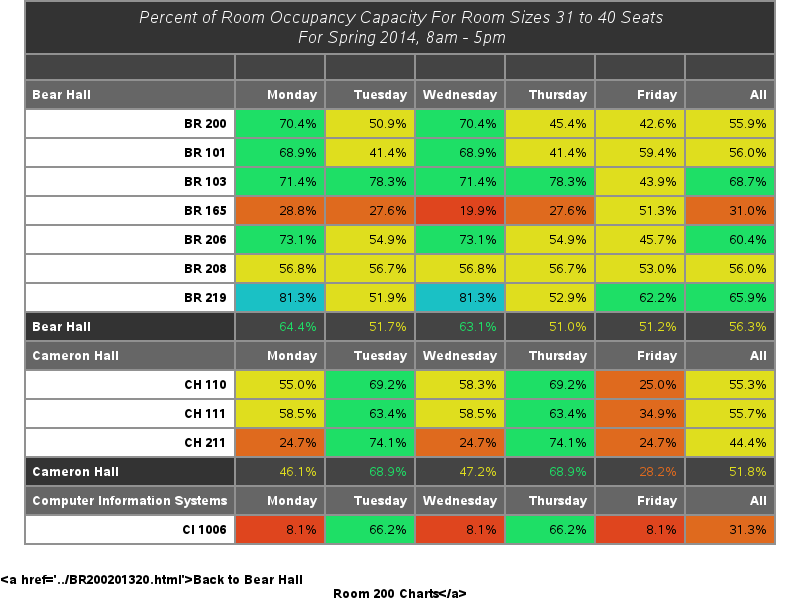 Percent of Room Occupancy Capacity For Room Sizes 31 to 40 Seats
For Spring 2014, 8am - 5pm
Bear Hall Monday Tuesday Wednesday Thursday Friday All
BR 200 70.4% 50.9% 70.4% 45.4% 42.6% 55.9%
BR 101 68.9% 41.4% 68.9% 41.4% 59.4% 56.0%
BR 103 71.4% 78.3% 71.4% 78.3% 43.9% 68.7%
BR 165 28.8% 27.6% 19.9% 27.6% 51.3% 31.0%
BR 206 73.1% 54.9% 73.1% 54.9% 45.7% 60.4%
BR 208 56.8% 56.7% 56.8% 56.7% 53.0% 56.0%
BR 219 81.3% 51.9% 81.3% 52.9% 62.2% 65.9%
Bear Hall 64.4% 51.7% 63.1% 51.0% 51.2% 56.3%
Cameron Hall Monday Tuesday Wednesday Thursday Friday All
CH 110 55.0% 69.2% 58.3% 69.2% 25.0% 55.3%
CH 111 58.5% 63.4% 58.5% 63.4% 34.9% 55.7%
CH 211 24.7% 74.1% 24.7% 74.1% 24.7% 44.4%
Cameron Hall 46.1% 68.9% 47.2% 68.9% 28.2% 51.8%
Computer Information Systems Monday Tuesday Wednesday Thursday Friday All
CI 1006 8.1% 66.2% 8.1% 66.2% 8.1% 31.3%
<a href='../BR200201320.html'>Back to Bear Hall
Room 200 Charts</a>